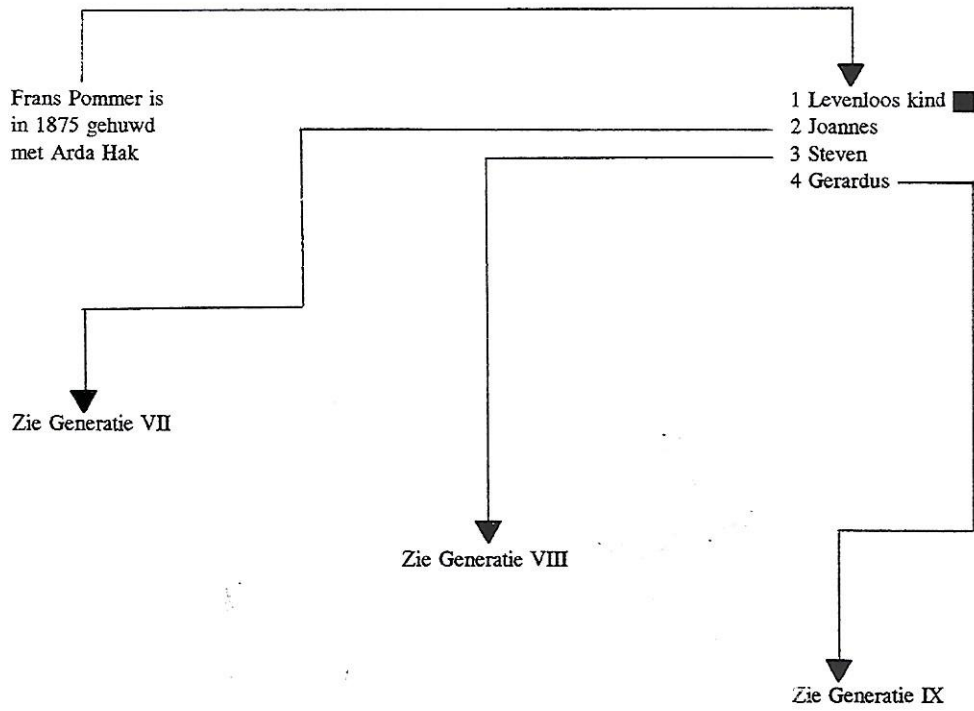 Frans Pommer is
in 1875 gehuwd
met Arda Hak
1 Levenloos kind
2 Joannes
3 Steven
4 Gerardus
Zie Generatie VII
Zie Generatie VIII
Zie Generatie IX